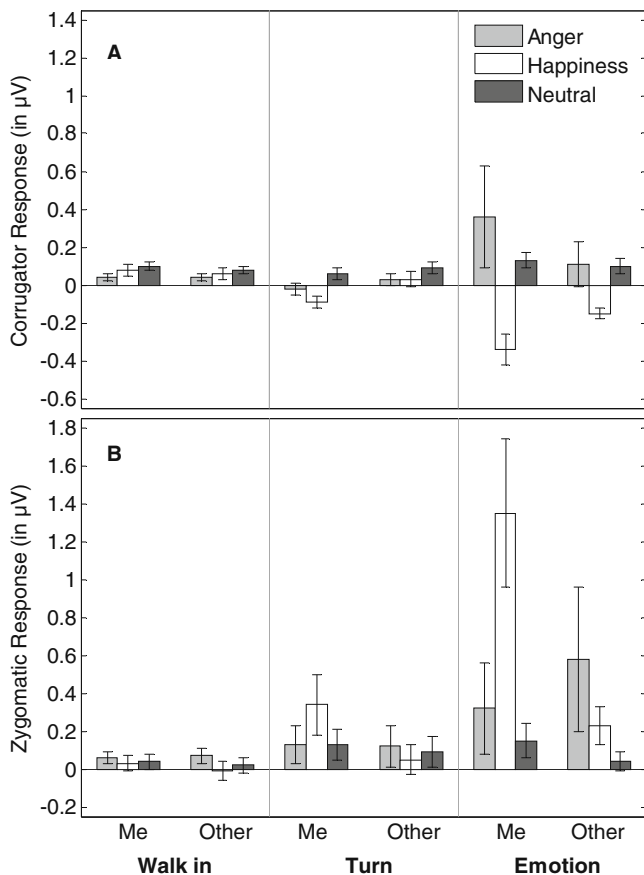 A
Anger
Happiness
Neutral
Corrugator Response (in µV)
1.4
1.2
1
0.8
0.6
0.4
0.2
0
-0.2
-0.4
-0.6
B
Zygomatic Response (in µV)
1.8
1.6
1.4
1.2
1
0.8
0.6
0.4
0.2
0
-0.2
Me Other Me Other Me Other
Walk in Turn Emotion